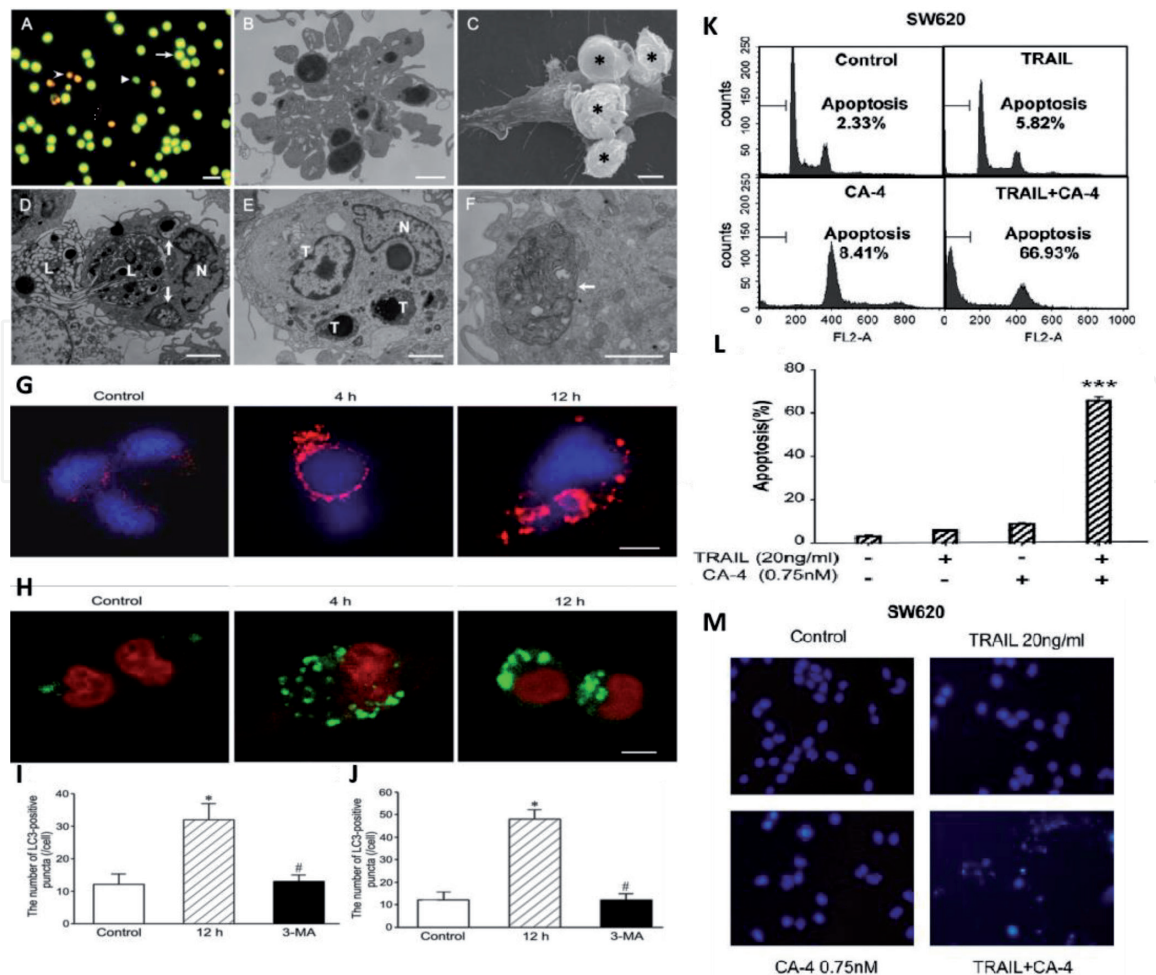 A
B
C
* * * *
D
L L N
E
T N T T
F
G
Control 4 h 12 h
H
Control 4 h 12 h
I
The number of LC3-positive
puncta (/cell)
40
30
20
10
0
*
#
Control 12 h 3-MA
J
The number of LC3-positive
puncta (/cell)
60
50
40
30
20
10
0
*
#
Control 12 h 3-MA
K
SW620
counts
250
200
150
100
50
0
Control
Apoptosis
2.33%
TRAIL
Apoptosis
5.82%
counts
250
200
150
100
50
0
CA-4
Apoptosis
8.41%
TRAIL+CA-4
Apoptosis
66.93%
0 200 400 600 800
0 200 400 600 800 1000
FL2-A FL2-A
L
Apoptosis(%)
80
60
40
20
0
***
TRAIL (20ng/ml) - + - +
CA-4 (0.75nM) - - + +
M
SW620
Control TRAIL 20ng/ml
CA-4 0.75nM TRAIL+CA-4